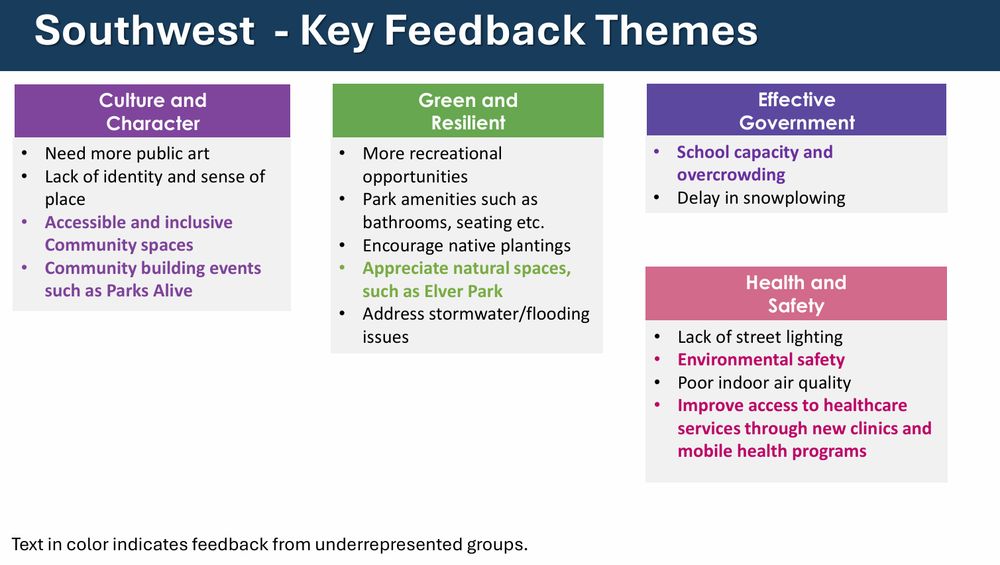 Southwest - Key Feedback Themes
Culture and
Character
• Need more public art
• Lack of identity and sense of
place
• Accessible and inclusive
Community spaces
• Community building events
such as Parks Alive
Green and
Resilient
• More recreational
opportunities
• Park amenities such as
bathrooms, seating etc.
• Encourage native plantings
• Appreciate natural spaces,
such as Elver Park
• Address stormwater/flooding
issues
Effective
Government
• School capacity and
overcrowding
• Delay in snowplowing
Health and
Safety
• Lack of street lighting
• Environmental safety
• Poor indoor air quality
• Improve access to healthcare
services through new clinics and
mobile health programs
Text in color indicates feedback from underrepresented groups.